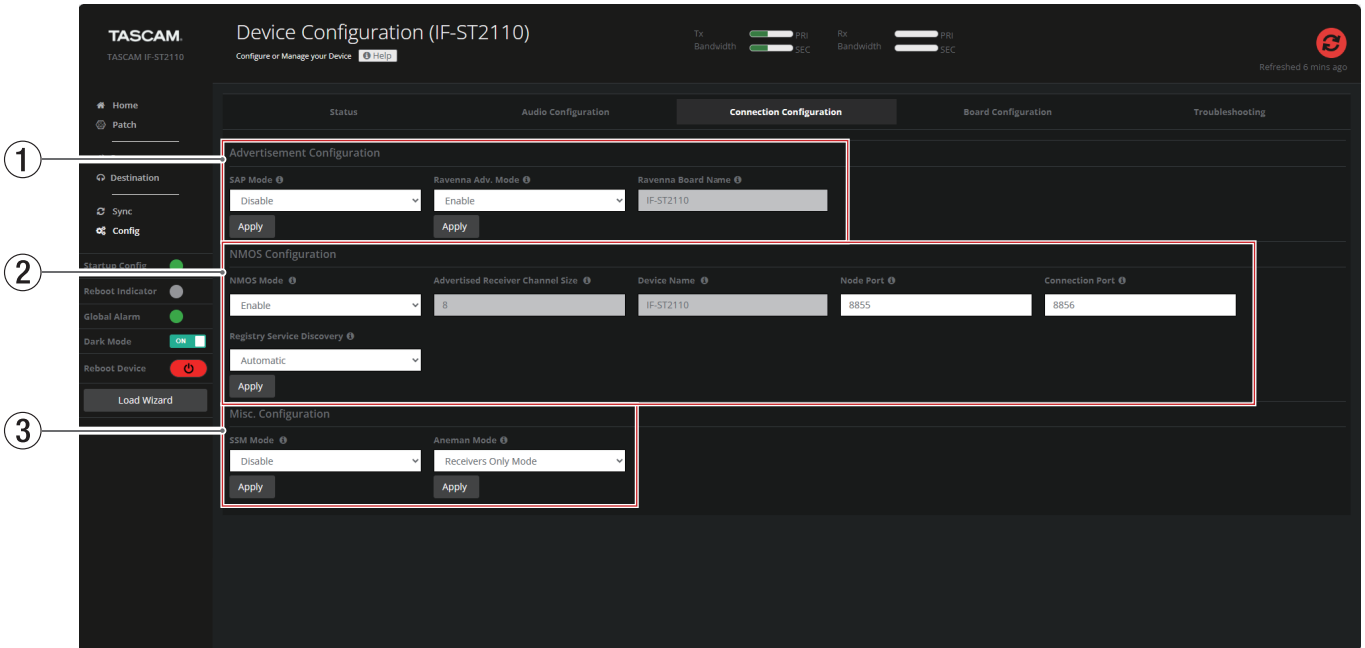 TASCAM
TASCAM IF-ST2110
Device Configuration (IF-ST2110)
Configure or Manage your Device Help
Tx Bandwidth PRI SEC
Rx Bandwidth PRI SEC
Refreshed 6 mins ago
Home
Patch
Destination
Sync
Config
Startup Config
Reboot Indicator
Global Alarm
Dark Mode ON
Reboot Device
Load Wizard
Status Audio Configuration Connection Configuration Board Configuration Troubleshooting
1
Advertisement Configuration
SAP Mode Ravenna Adv. Mode Ravenna Board Name
Disable Enable IF-ST2110
Apply Apply
2
NMOS Configuration
NMOS Mode Advertised Receiver Channel Size Device Name Node Port Connection Port
Enable 8 IF-ST2110 8855 8856
Registry Service Discovery
Automatic
Apply
3
Misc. Configuration
SSM Mode Aneman Mode
Disable Receivers Only Mode
Apply Apply